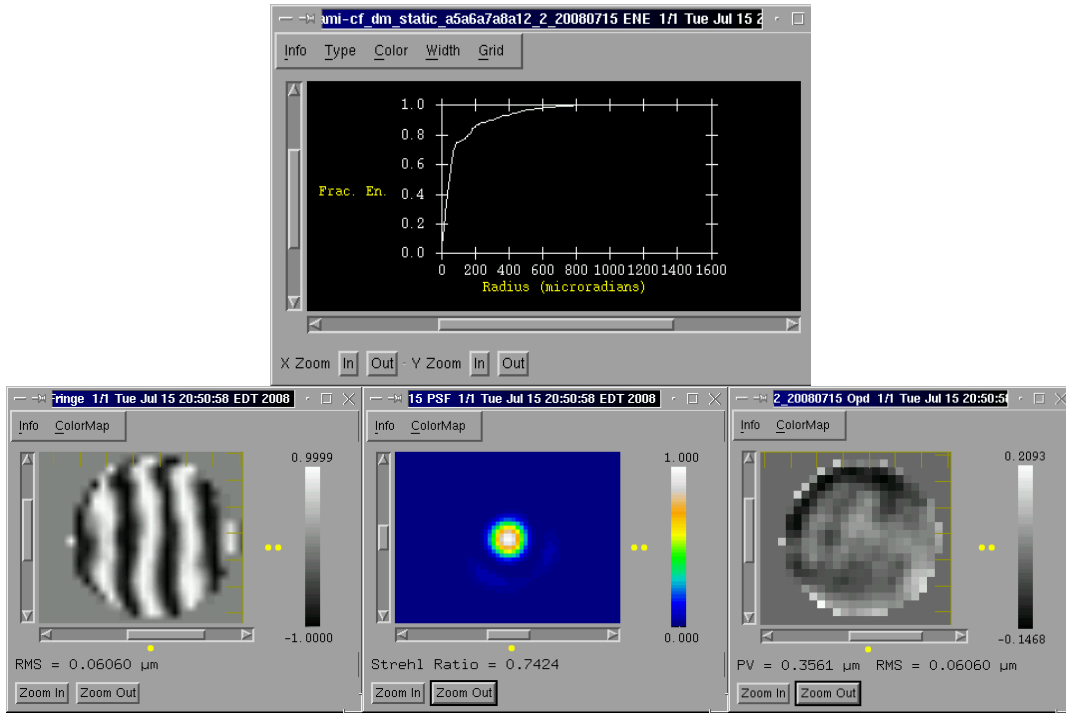 ami-cf_dm_static_a5a6a7a8a12_2_20080715 ENE 1/1 Tue Jul 15 2
Info Type Color Width Grid
1.0
0.8
0.6
Frac. En. 0.4
0.2
0.0
0 200 400 600 800 1000 1200 1400 1600
Radius (microradians)
X Zoom In Out Y Zoom In Out
Fringe 1/1 Tue Jul 15 20:50:58 EDT 2008
Info ColorMap
0.9999
-1.0000
RMS = 0.06060 µm
Zoom In Zoom Out
15 PSF 1/1 Tue Jul 15 20:50:58 EDT 2008
Info ColorMap
1.000
0.000
Strehl Ratio = 0.7424
Zoom In Zoom Out
2_20080715 Opd 1/1 Tue Jul 15 20:50:5
Info ColorMap
0.2093
-0.1468
PV = 0.3561 µm RMS = 0.06060 µm
Zoom In Zoom Out